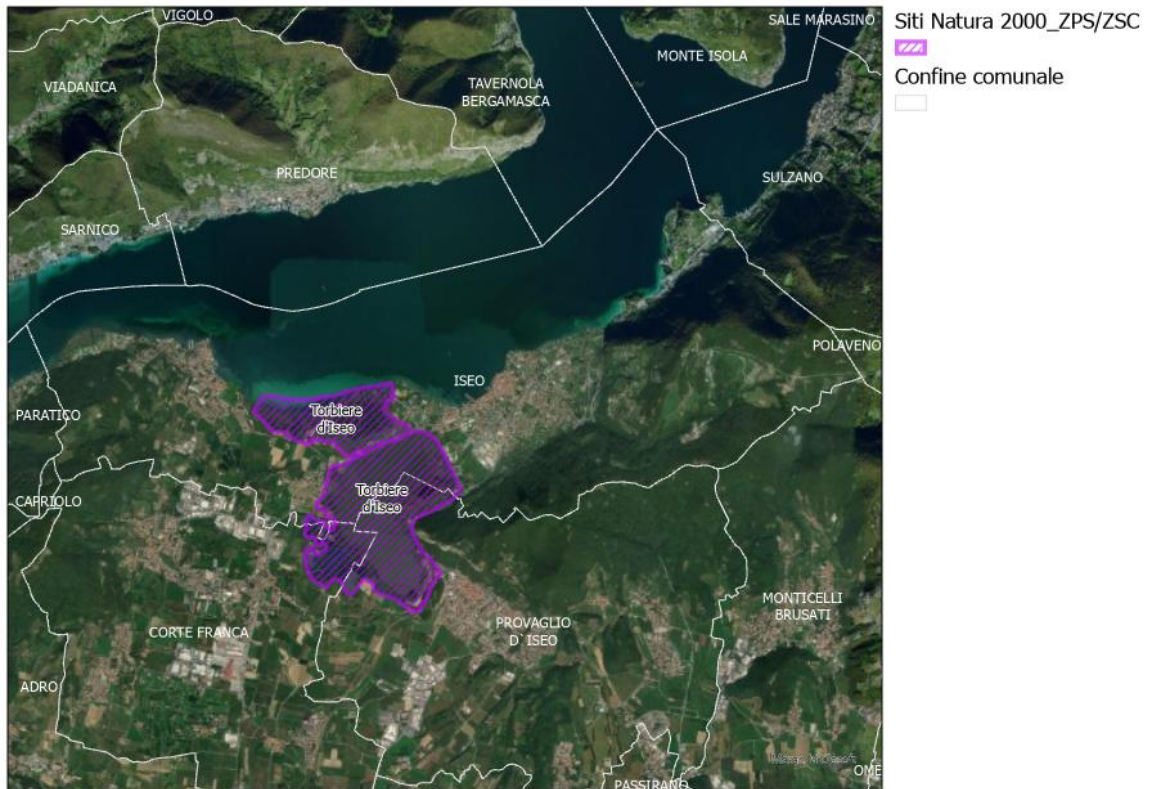 VIGOLO
SALE MARASINO
MONTE ISOLA
VIADANICA
TAVERNOLA
BERGAMASCA
PREDORE
SULZANO
SARNICO
POLAVENO
ISEO
PARATICO
Torbiere
d'Iseo
Torbiere
d'Iseo
CAPRIOLO
MONTICELLI
BRUSATI
CORTE FRANCA
PROVAGLIO
D`ISEO
ADRO
OME
PASSIRANO
Siti Natura 2000_ZPS/ZSC
Confine comunale